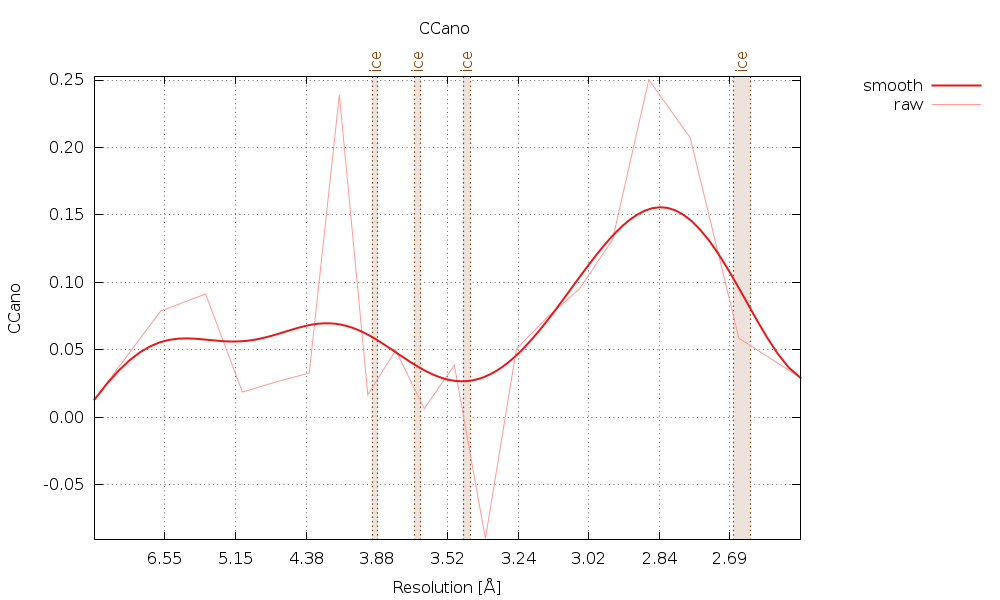 CCano
ice ice ice ice
smooth
raw
0.25
0.20
0.15
0.10
0.05
0.00
-0.05
CCano
6.55 5.15 4.38 3.88 3.52 3.24 3.02 2.84 2.69
Resolution [Å]